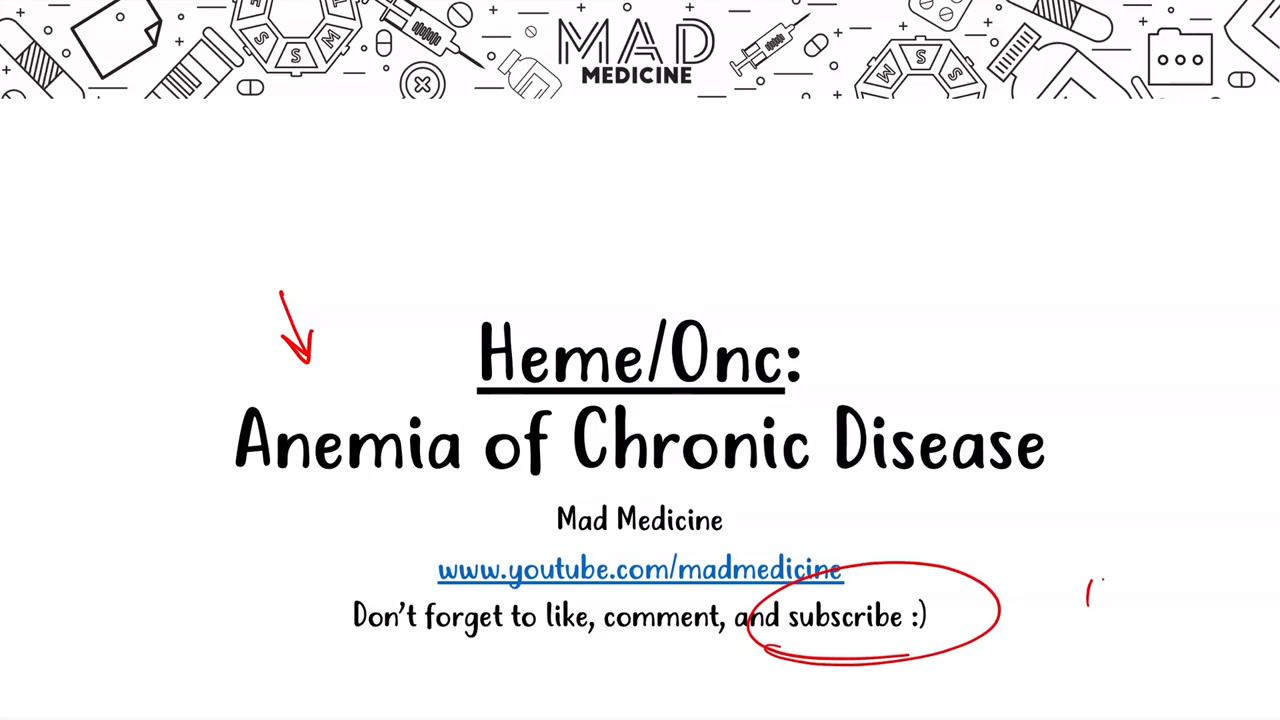 MAD
MEDICINE
Heme/Onc:
Anemia of Chronic Disease
Mad Medicine
www.youtube.com/madmedicine
Don't forget to like, comment, and subscribe :)